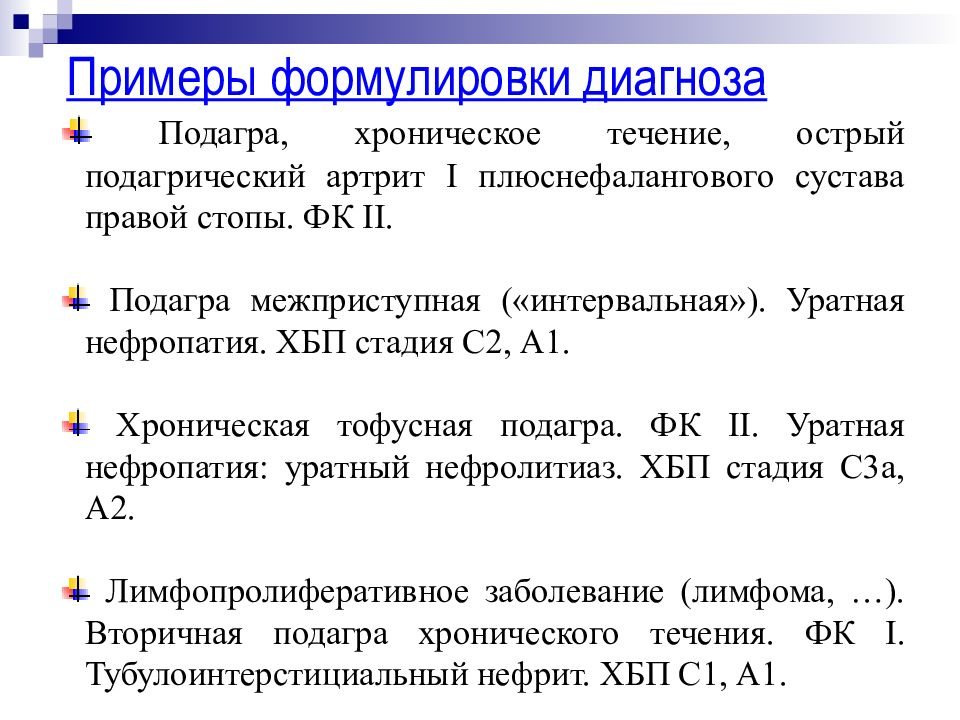 Примеры формулировки диагноза
Подагра, хроническое течение, острый
подагрический артрит I плюснефалангового сустава
правой стопы. ФК II.
Подагра межприступная («интервальная»). Уратная
нефропатия. ХБП стадия С2, А1.
Хроническая тофусная подагра. ФК II. Уратная
нефропатия: уратный нефролитиаз. ХБП стадия С3а,
А2.
Лимфопролиферативное заболевание (лимфома, …).
Вторичная подагра хронического течения. ФК I.
Тубулоинтерстициальный нефрит. ХБП С1, А1.